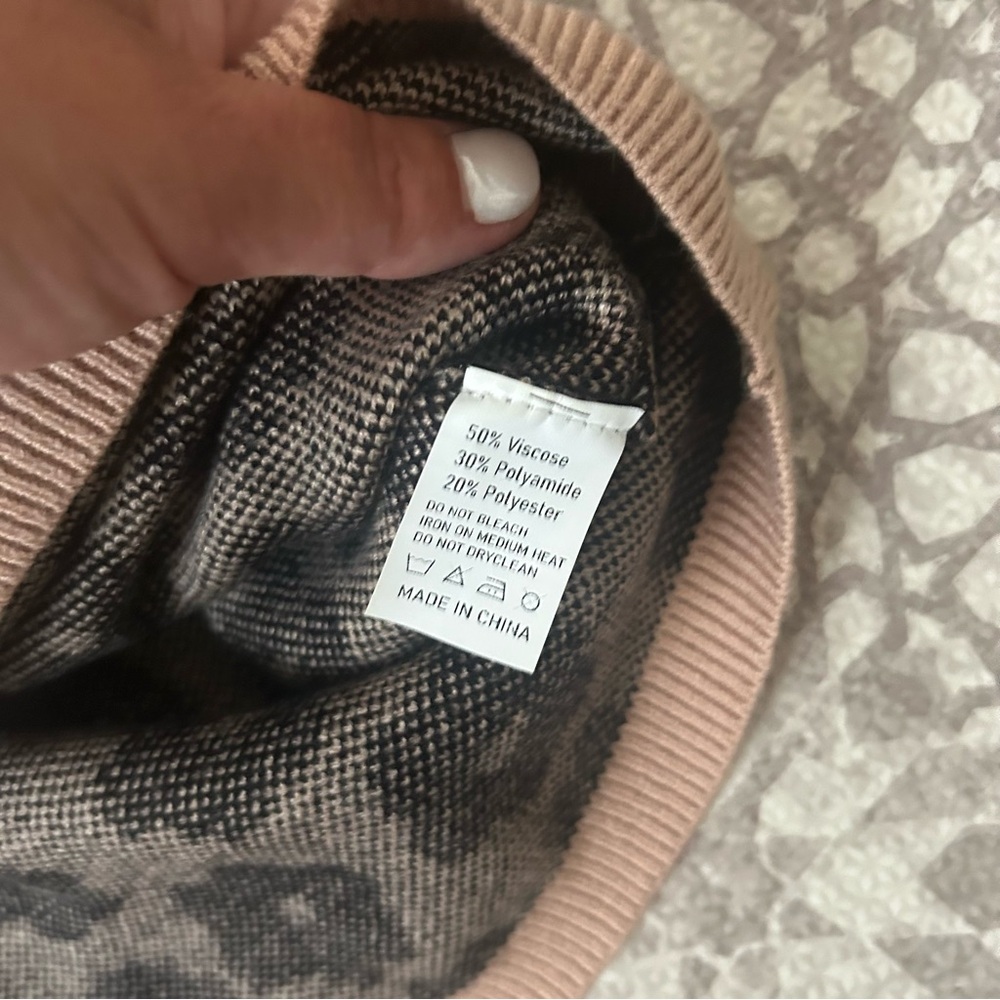 50% Viscose
30% Polyamide
20% Polyester
DO NOT BLEACH
IRON ON MEDIUM HEAT
DO NOT DRYCLEAN
MADE IN CHINA